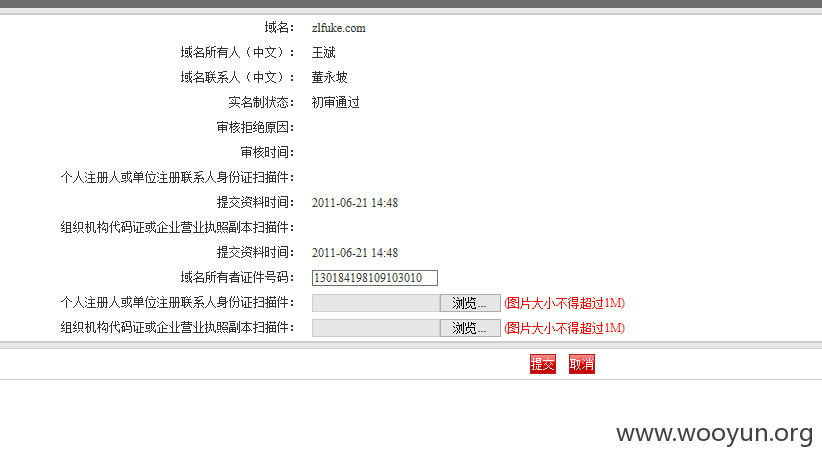 域名： zlfuke.com
域名所有人（中文）： 王斌
域名联系人（中文）： 董永坡
实名制状态： 初审通过
审核拒绝原因：
审核时间：
个人注册人或单位注册联系人身份证扫描件：
提交资料时间： 2011-06-21 14:48
组织机构代码证或企业营业执照副本扫描件：
提交资料时间： 2011-06-21 14:48
域名所有者证件号码： 130184198109103010
个人注册人或单位注册联系人身份证扫描件： 浏览... (图片大小不得超过1M)
组织机构代码证或企业营业执照副本扫描件： 浏览... (图片大小不得超过1M)
提交 取消
www.wooyun.org